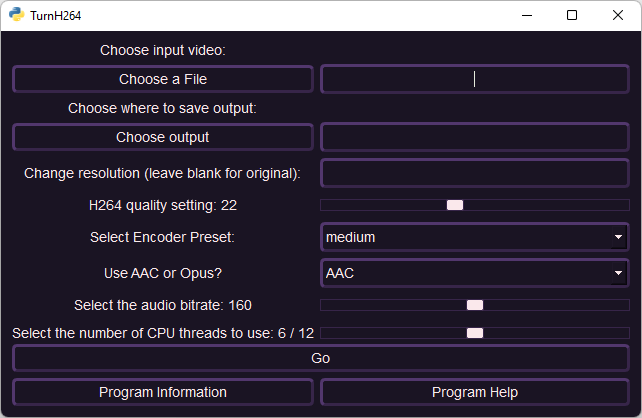 TurnH264
Choose input video:
Choose a File
Choose where to save output:
Choose output
Change resolution (leave blank for original):
H264 quality setting: 22
Select Encoder Preset:
medium
Use AAC or Opus?
AAC
Select the audio bitrate: 160
Select the number of CPU threads to use: 6 / 12
Go
Program Information
Program Help